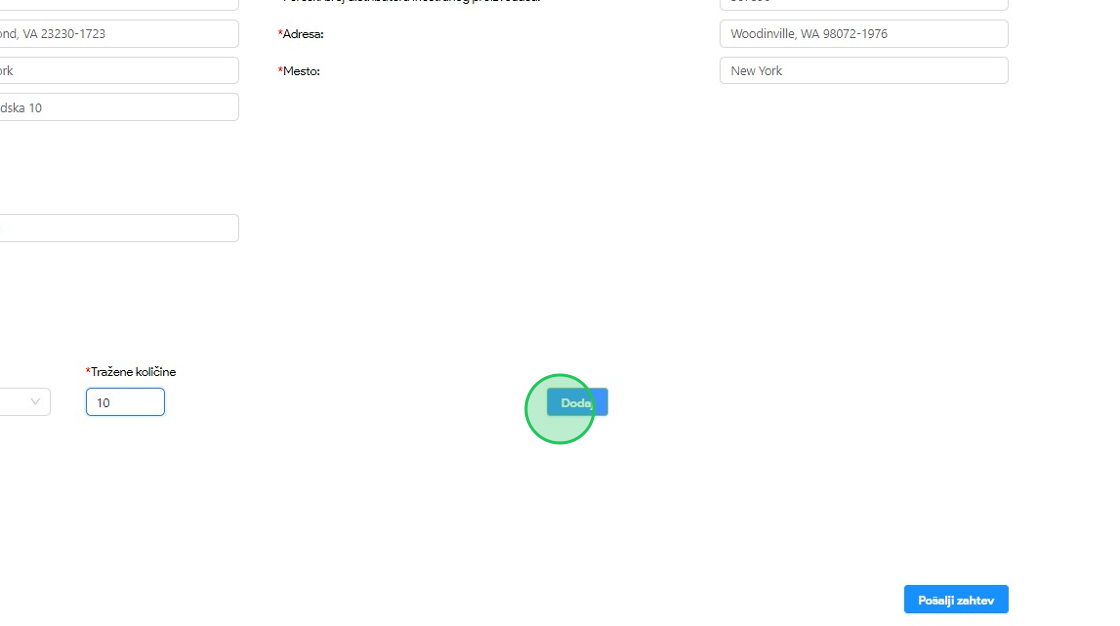 ond, VA 23230-1723
*Adresa:
Woodinville, WA 98072-1976
ork
*Mesto:
New York
dska 10
*Tražene količine
10
Dodaj
Pošalji zahtev